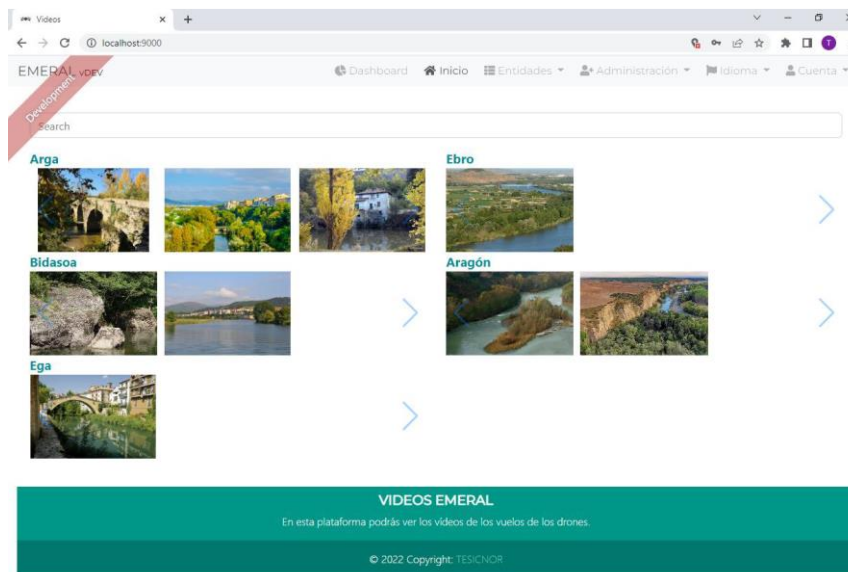 Videos
localhost:9000
EMERAL vDEV
Dashboard Inicio Entidades Administración Idioma Cuenta
Development
Search
Arga
Ebro
Bidasoa
Aragón
Ega
VIDEOS EMERAL
En esta plataforma podrás ver los vídeos de los vuelos de los drones.
© 2022 Copyright: TESICNOR